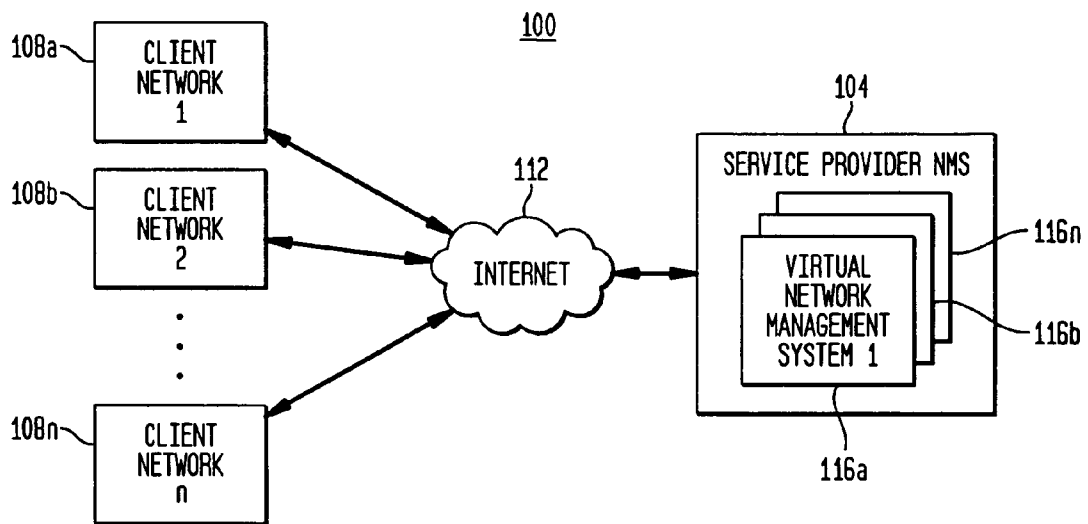 100
108a
CLIENT
NETWORK
1
108b
CLIENT
NETWORK
2
108n
CLIENT
NETWORK
n
112
INTERNET
104
SERVICE PROVIDER NMS
VIRTUAL
NETWORK
MANAGEMENT
SYSTEM 1
116n
116b
116a